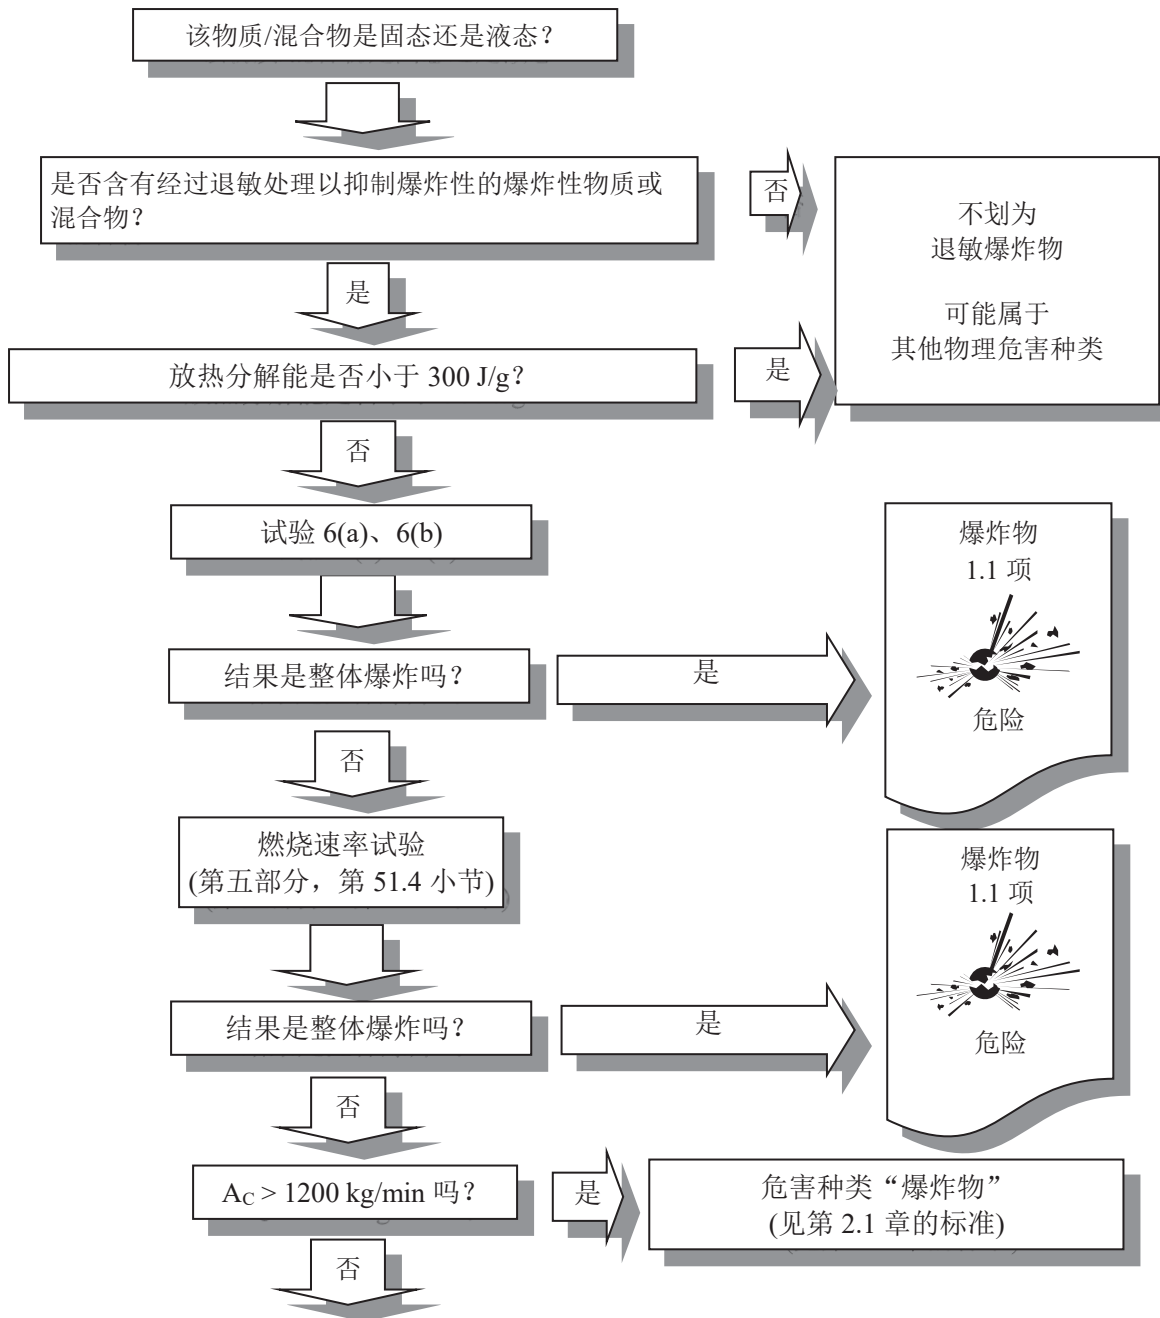 该物质/混合物是固态还是液态？
是否含有经过退敏处理以抑制爆炸性的爆炸性物质或
混合物？
否
不划为
退敏爆炸物
可能属于
其他物理危害种类
是
放热分解能是否小于 300 J/g？
是
否
试验 6(a)、6(b)
爆炸物
1.1 项
危险
结果是整体爆炸吗？
是
否
燃烧速率试验
(第五部分，第 51.4 小节)
爆炸物
1.1 项
危险
结果是整体爆炸吗？
是
否
AC > 1200 kg/min 吗？
是
危害种类“爆炸物”
(见第 2.1 章的标准)
否